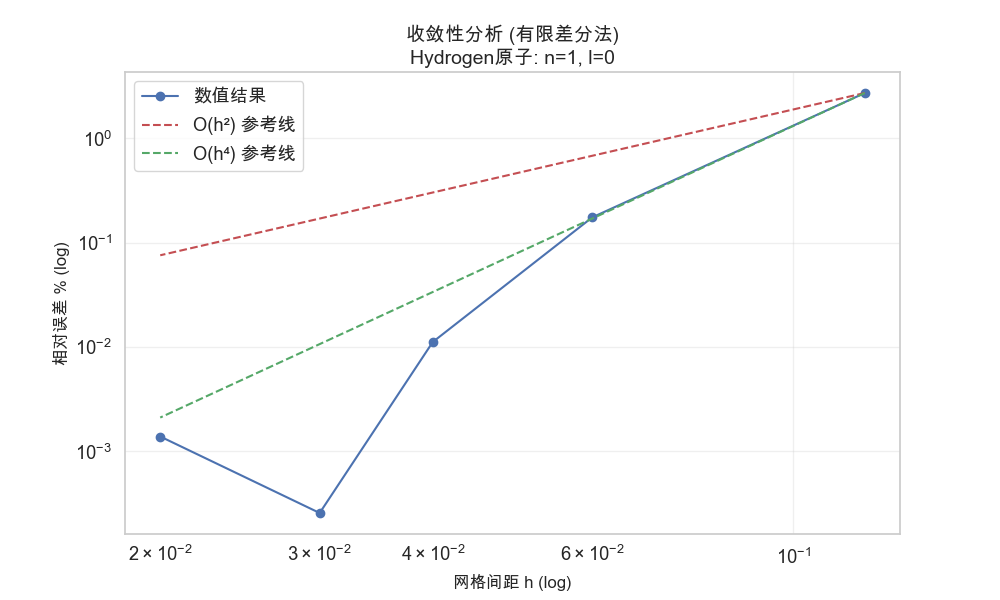 收敛性分析 (有限差分法)
Hydrogen原子: n=1, l=0
数值结果
O(h²) 参考线
O(h⁴) 参考线
相对误差 % (log)
10⁰
10⁻¹
10⁻²
10⁻³
2 × 10⁻²
3 × 10⁻²
4 × 10⁻²
6 × 10⁻²
10⁻¹
网格间距 h (log)